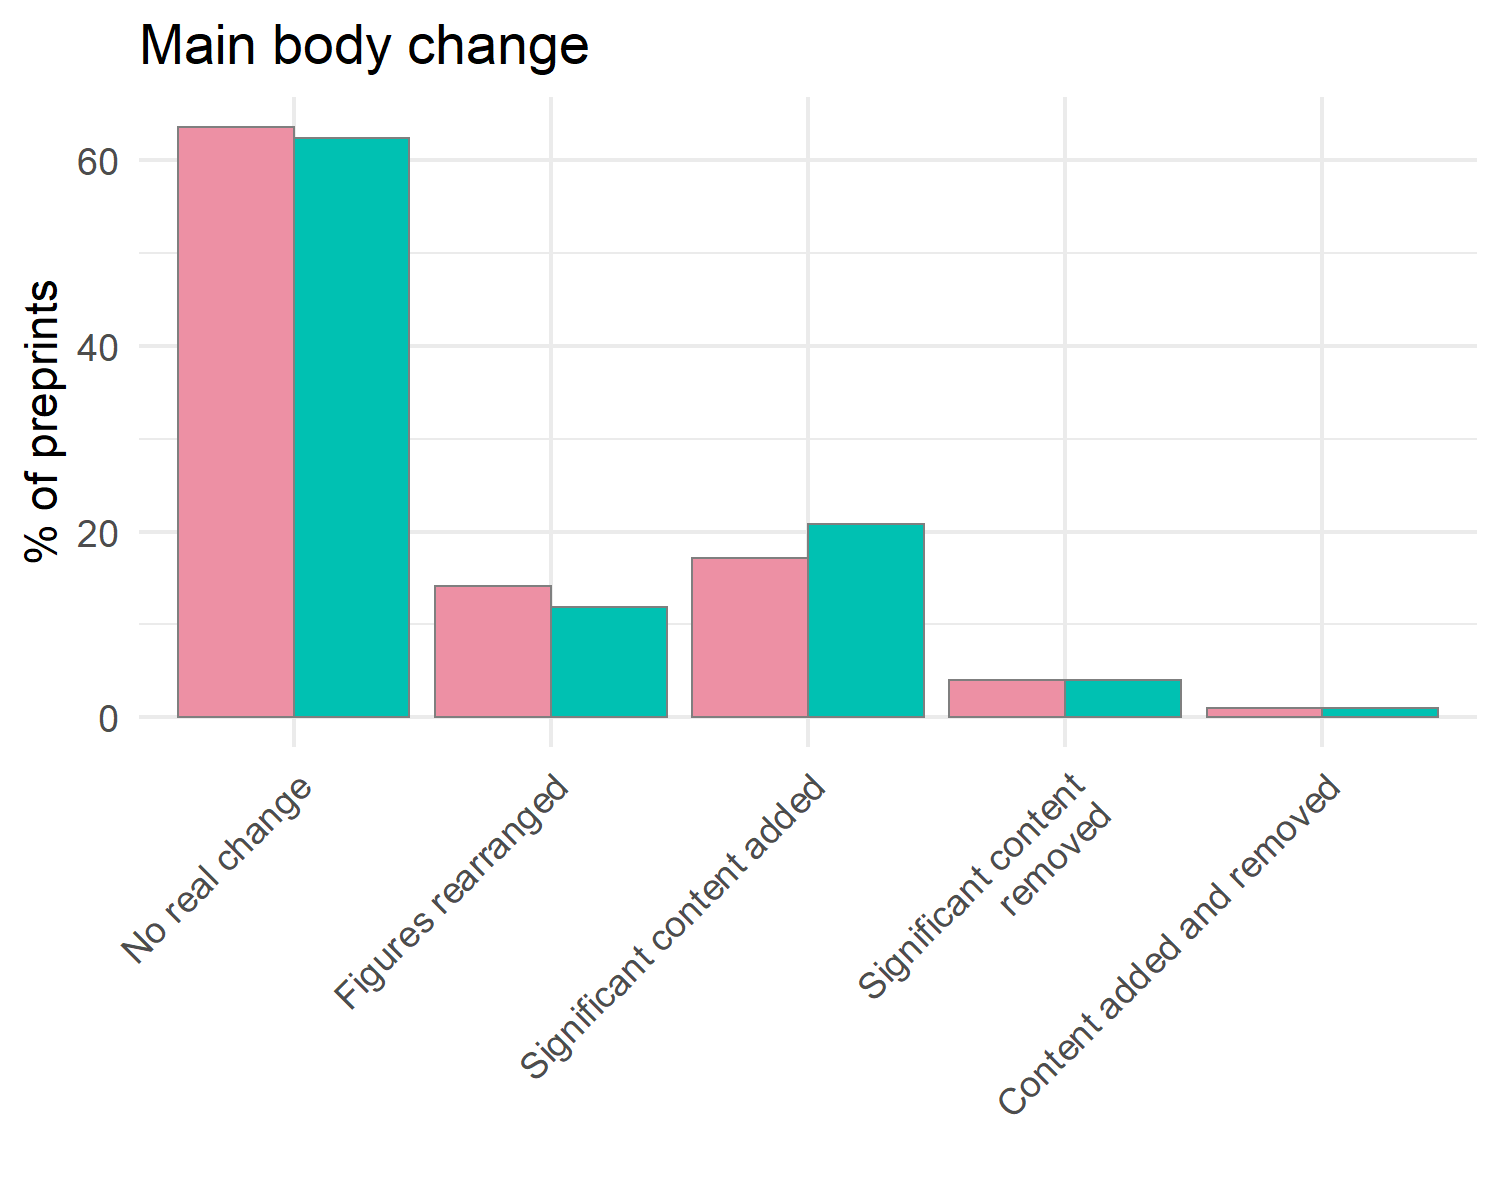 Main body change
% of preprints
60
40
20
0
No real change
Figures rearranged
Significant content added
Significant content
removed
Content added and removed